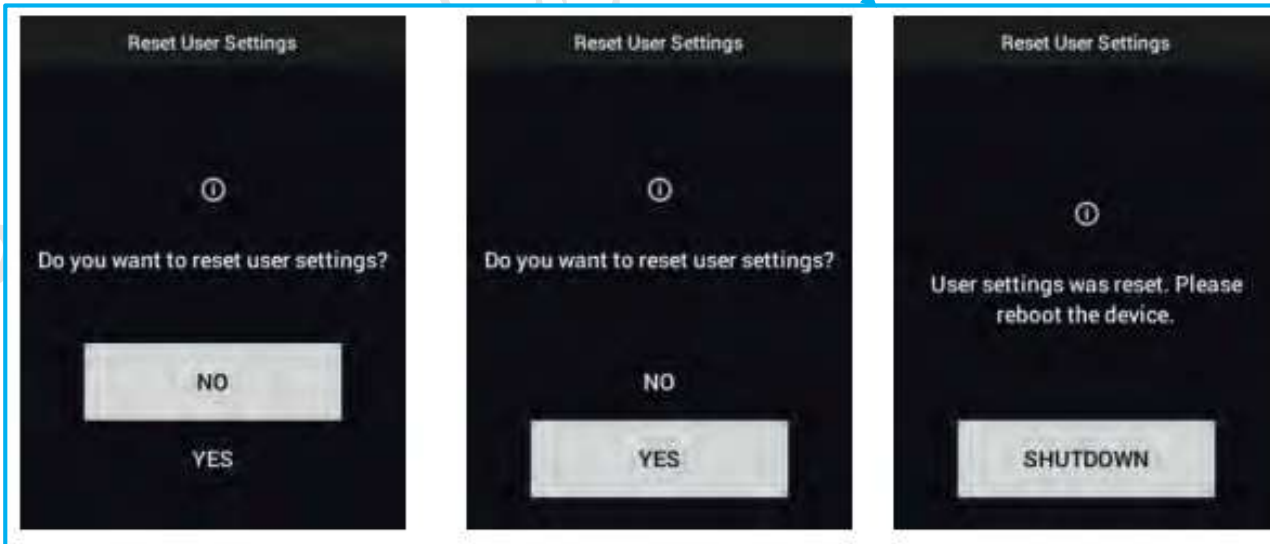 Reset User Settings
Do you want to reset user settings?
NO
YES
Reset User Settings
Do you want to reset user settings?
NO
YES
Reset User Settings
User settings was reset. Please
reboot the device.
SHUTDOWN